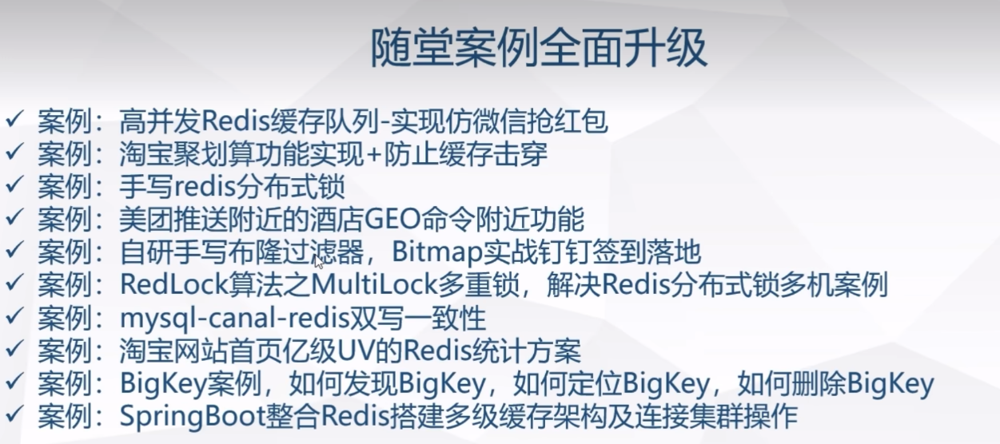 随堂案例全面升级
✓ 案例：高并发Redis缓存队列-实现仿微信抢红包
✓ 案例：淘宝聚划算功能实现+防止缓存击穿
✓ 案例：手写redis分布式锁
✓ 案例：美团推送附近的酒店GEO命令附近功能
✓ 案例：自研手写布隆过滤器，Bitmap实战钉钉签到落地
✓ 案例：RedLock算法之MultiLock多重锁，解决Redis分布式锁多机案例
✓ 案例：mysql-canal-redis双写一致性
✓ 案例：淘宝网站首页亿级UV的Redis统计方案
✓ 案例：BigKey案例，如何发现BigKey，如何定位BigKey，如何删除BigKey
✓ 案例：SpringBoot整合Redis搭建多级缓存架构及连接集群操作